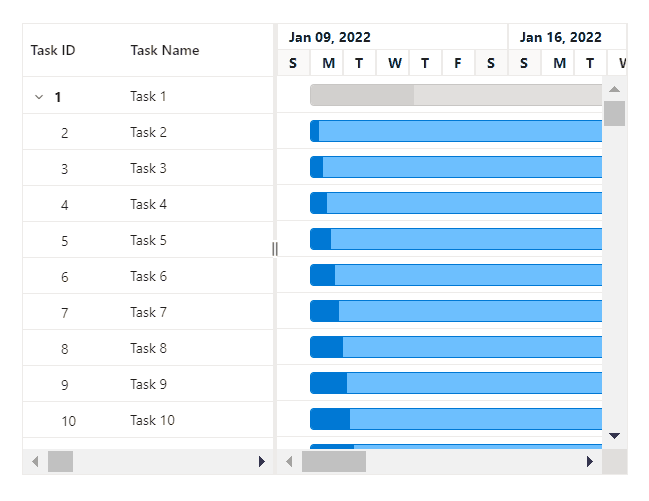 Jan 09, 2022 Jan 16, 2022
Task ID Task Name
S M T W T F S S M T
1 Task 1
2 Task 2
3 Task 3
4 Task 4
5 Task 5
6 Task 6
7 Task 7
8 Task 8
9 Task 9
10 Task 10